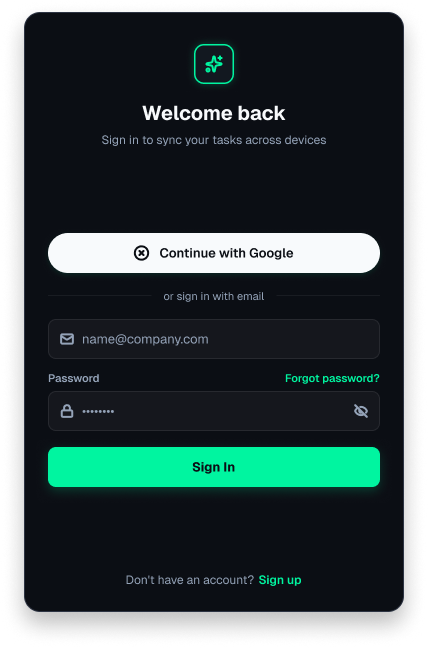 Welcome back
Sign in to sync your tasks across devices
Continue with Google
or sign in with email
name@company.com
Password Forgot password?
••••••••
Sign In
Don't have an account? Sign up